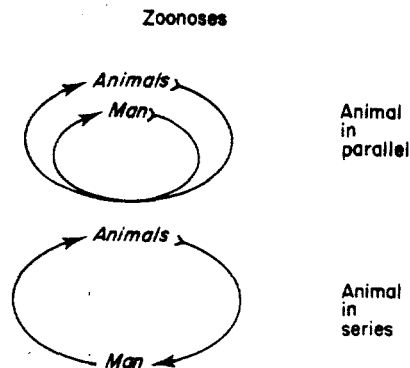 Zoonoses
Animals
Man
Animal
in
parallel
Animals
Animal
in
series
Man